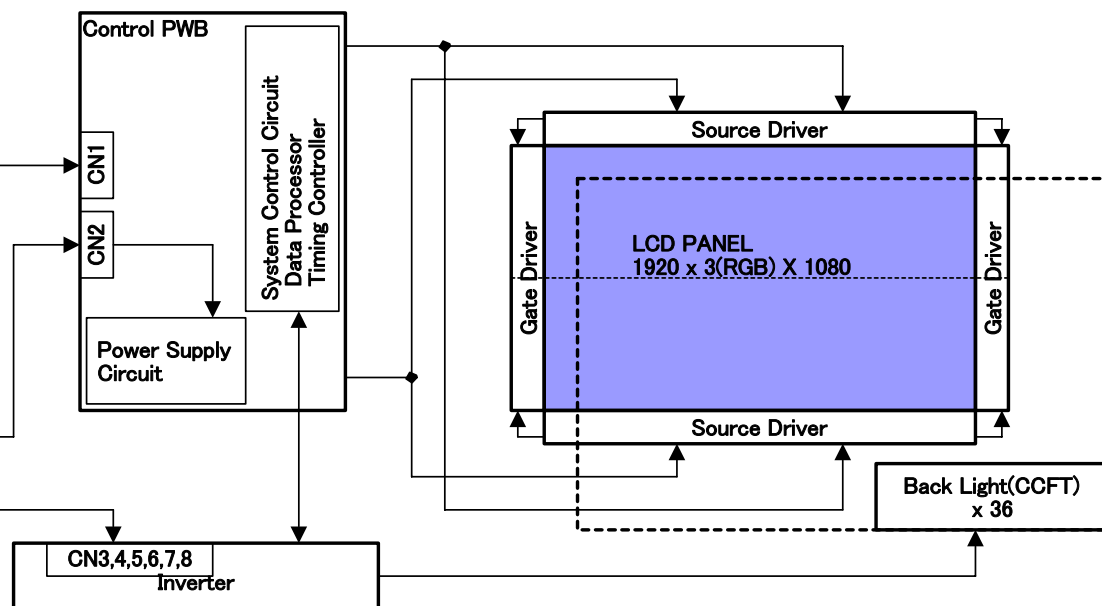 Control PWB
CN1
CN2
System Control Circuit
Data Processor
Timing Controller
Power Supply
Circuit
Source Driver
Gate Driver
LCD PANEL
1920 x 3(RGB) X 1080
Gate Driver
Source Driver
Back Light(CCFT)
x 36
CN3,4,5,6,7,8
Inverter